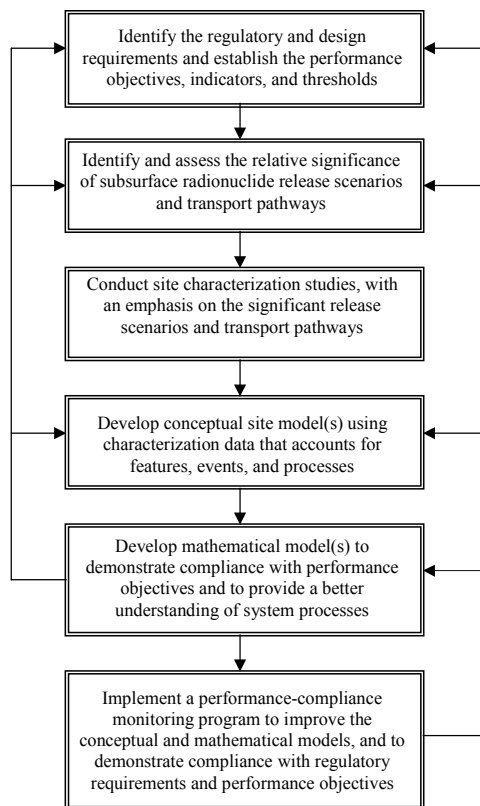 Identify the regulatory and design
requirements and establish the performance
objectives, indicators, and thresholds
Identify and assess the relative significance
of subsurface radionuclide release scenarios
and transport pathways
Conduct site characterization studies, with
an emphasis on the significant release
scenarios and transport pathways
Develop conceptual site model(s) using
characterization data that accounts for
features, events, and processes
Develop mathematical model(s) to
demonstrate compliance with performance
objectives and to provide a better
understanding of system processes
Implement a performance-compliance
monitoring program to improve the
conceptual and mathematical models, and to
demonstrate compliance with regulatory
requirements and performance objectives